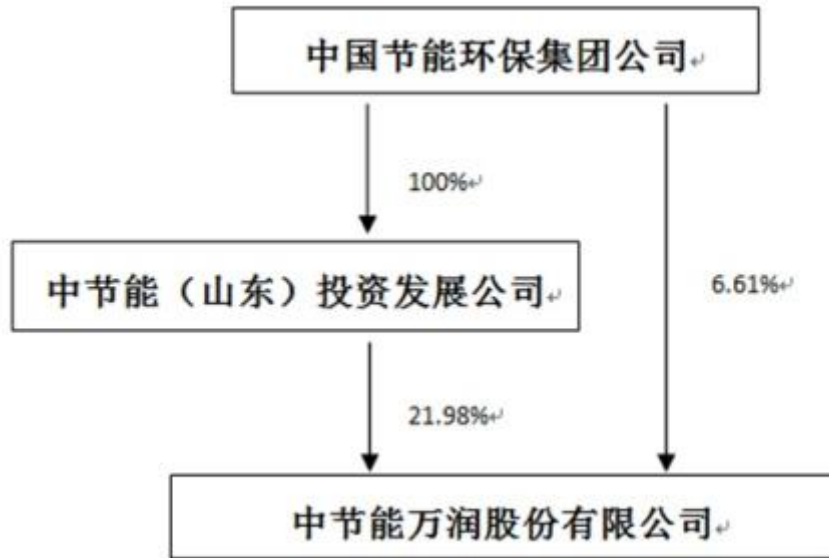 中国节能环保集团公司
100%
中节能（山东）投资发展公司
6.61%
21.98%
中节能万润股份有限公司